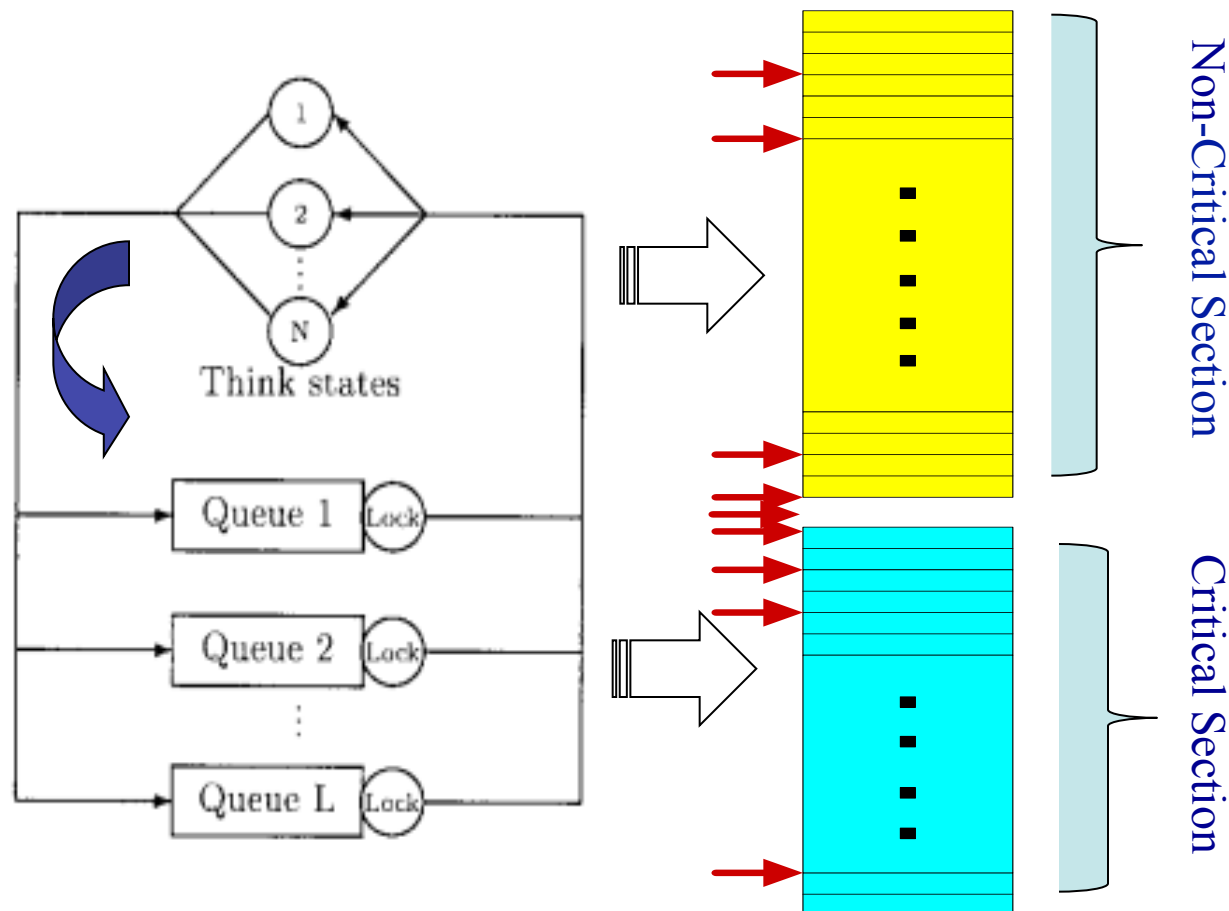 1
2
N
Think states
Queue 1
Lock
Queue 2
Lock
Queue L
Lock
Non-Critical Section
Critical Section